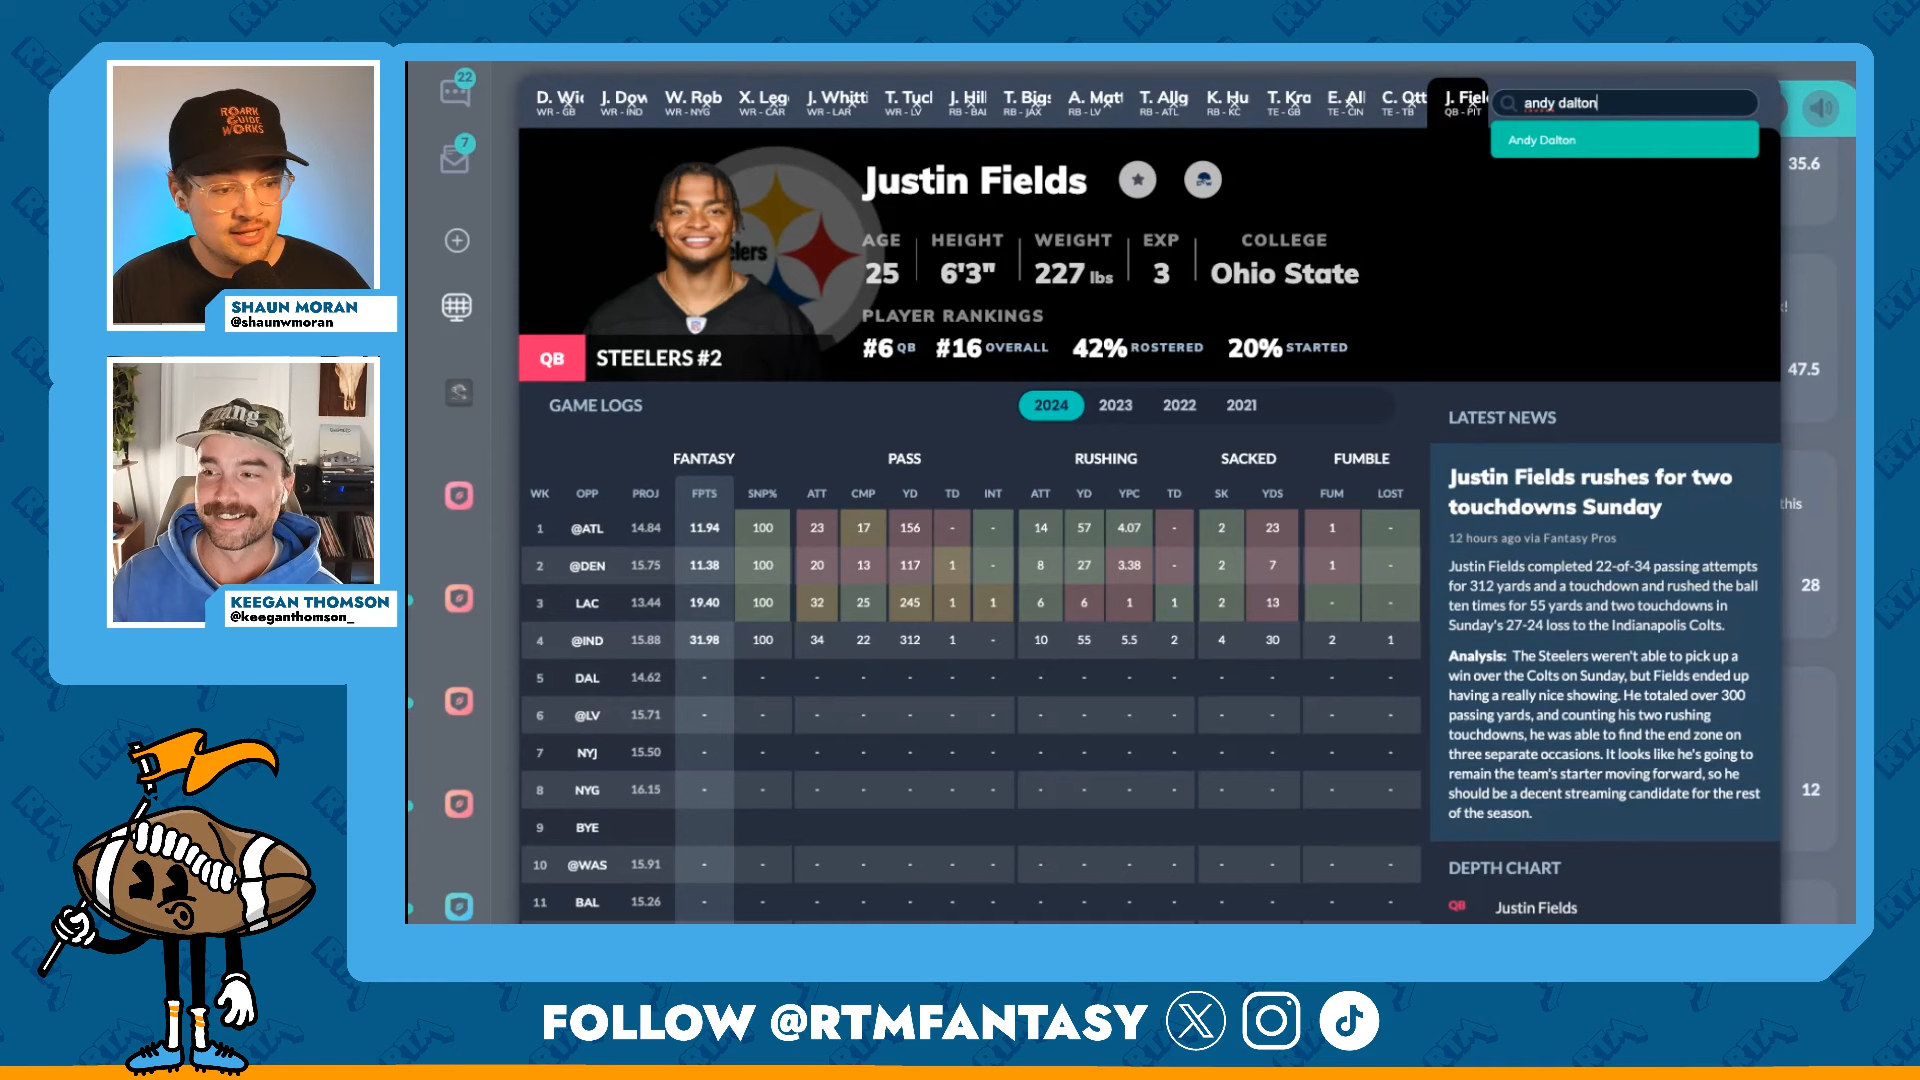 ROARK
GUIDE
WORKS
SHAUN MORAN
@shaunwmoran
KEEGAN THOMSON
@keeganthomson_
22
7
D. Wic
WR - GB
J. Dow
WR - IND
W. Rob
WR - NYG
X. Leg
WR - CAR
J. Whitt
WR - LAR
T. Tucl
WR - LV
J. Hill
RB - BAL
T. Bigs
RB - JAX
A. Matt
RB - LV
T. Allg
RB - ATL
K. Hu
RB - KC
T. Kra
TE - GB
E. All
TE - CIN
C. Ott
TE - TB
J. Fiel
QB - PIT
andy dalton
Andy Dalton
Justin Fields
AGE HEIGHT WEIGHT EXP COLLEGE
25 6'3" 227 lbs 3 Ohio State
PLAYER RANKINGS
#6 QB #16 OVERALL 42% ROSTERED 20% STARTED
QB STEELERS #2
GAME LOGS
2024 2023 2022 2021
FANTASY PASS RUSHING SACKED FUMBLE
WK OPP PROJ FPTS SNP% ATT CMP YD TD INT ATT YD YPC TD SK YDS FUM LOST
1 @ATL 14.84 11.94 100 23 17 156 - - 14 57 4.07 - 2 23 1 -
2 @DEN 15.75 11.38 100 20 13 117 1 - 8 27 3.38 - 2 7 1 -
3 LAC 13.44 19.40 100 32 25 245 1 1 6 6 1 1 2 13 - -
4 @IND 15.88 31.98 100 34 22 312 1 - 10 55 5.5 2 4 30 2 1
5 DAL 14.62 - - - - - - - - - - - - - - -
6 @LV 15.71 - - - - - - - - - - - - - - -
7 NYJ 15.50 - - - - - - - - - - - - - - -
8 NYG 16.15 - - - - - - - - - - - - - - -
9 BYE - - - - - - - - - - - - - - -
10 @WAS 15.91 - - - - - - - - - - - - - - -
11 BAL 15.26 - - - - - - - - - - - - - - -
LATEST NEWS
Justin Fields rushes for two
touchdowns Sunday
12 hours ago via Fantasy Pros
Justin Fields completed 22-of-34 passing attempts
for 312 yards and a touchdown and rushed the ball
ten times for 55 yards and two touchdowns in
Sunday's 27-24 loss to the Indianapolis Colts.
Analysis: The Steelers weren't able to pick up a
win over the Colts on Sunday, but Fields ended up
having a really nice showing. He totaled over 300
passing yards, and counting his two rushing
touchdowns, he was able to find the end zone on
three separate occasions. It looks like he's going to
remain the team's starter moving forward, so he
should be a decent streaming candidate for the rest
of the season.
DEPTH CHART
QB Justin Fields
35.6
47.5
this
28
12
FOLLOW @RTMFANTASY